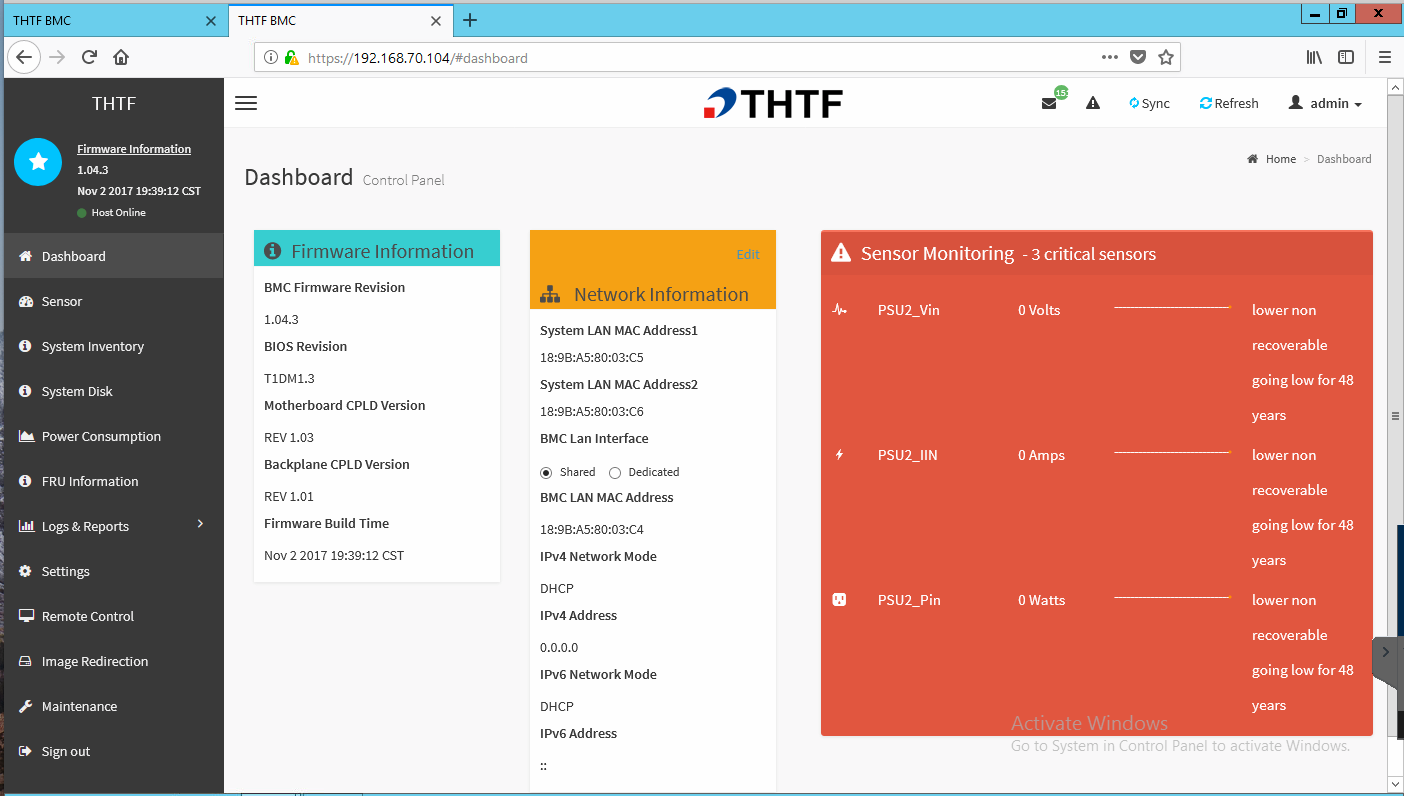 THTF BMC
THTF BMC
https://192.168.70.104/#dashboard
THTF
Firmware Information
1.04.3
Nov 2 2017 19:39:12 CST
Host Online
Dashboard
Sensor
System Inventory
System Disk
Power Consumption
FRU Information
Logs & Reports
Settings
Remote Control
Image Redirection
Maintenance
Sign out
THTF
15
Sync
Refresh
admin
Dashboard Control Panel
Home > Dashboard
Firmware Information
BMC Firmware Revision
1.04.3
BIOS Revision
T1DM1.3
Motherboard CPLD Version
REV 1.03
Backplane CPLD Version
REV 1.01
Firmware Build Time
Nov 2 2017 19:39:12 CST
Edit
Network Information
System LAN MAC Address1
18:9B:A5:80:03:C5
System LAN MAC Address2
18:9B:A5:80:03:C6
BMC Lan Interface
Shared Dedicated
BMC LAN MAC Address
18:9B:A5:80:03:C4
IPv4 Network Mode
DHCP
IPv4 Address
0.0.0.0
IPv6 Network Mode
DHCP
IPv6 Address
::
Sensor Monitoring - 3 critical sensors
PSU2_Vin 0 Volts lower non
recoverable
going low for 48
years
PSU2_IIN 0 Amps lower non
recoverable
going low for 48
years
PSU2_Pin 0 Watts lower non
recoverable
going low for 48
years
Activate Windows
Go to System in Control Panel to activate Windows.